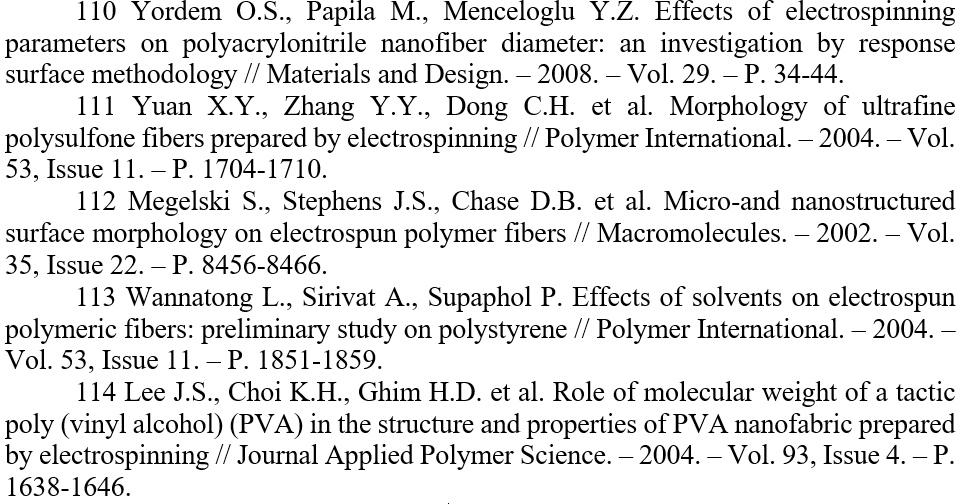 110 Yordem O.S., Papila M., Menceloglu Y.Z. Effects of electrospinning
parameters on polyacrylonitrile nanofiber diameter: an investigation by response
surface methodology // Materials and Design. – 2008. – Vol. 29. – P. 34-44.
111 Yuan X.Y., Zhang Y.Y., Dong C.H. et al. Morphology of ultrafine
polysulfone fibers prepared by electrospinning // Polymer International. – 2004. – Vol.
53, Issue 11. – P. 1704-1710.
112 Megelski S., Stephens J.S., Chase D.B. et al. Micro-and nanostructured
surface morphology on electrospun polymer fibers // Macromolecules. – 2002. – Vol.
35, Issue 22. – P. 8456-8466.
113 Wannatong L., Sirivat A., Supaphol P. Effects of solvents on electrospun
polymeric fibers: preliminary study on polystyrene // Polymer International. – 2004. –
Vol. 53, Issue 11. – P. 1851-1859.
114 Lee J.S., Choi K.H., Ghim H.D. et al. Role of molecular weight of a tactic
poly (vinyl alcohol) (PVA) in the structure and properties of PVA nanofabric prepared
by electrospinning // Journal Applied Polymer Science. – 2004. – Vol. 93, Issue 4. – P.
1638-1646.